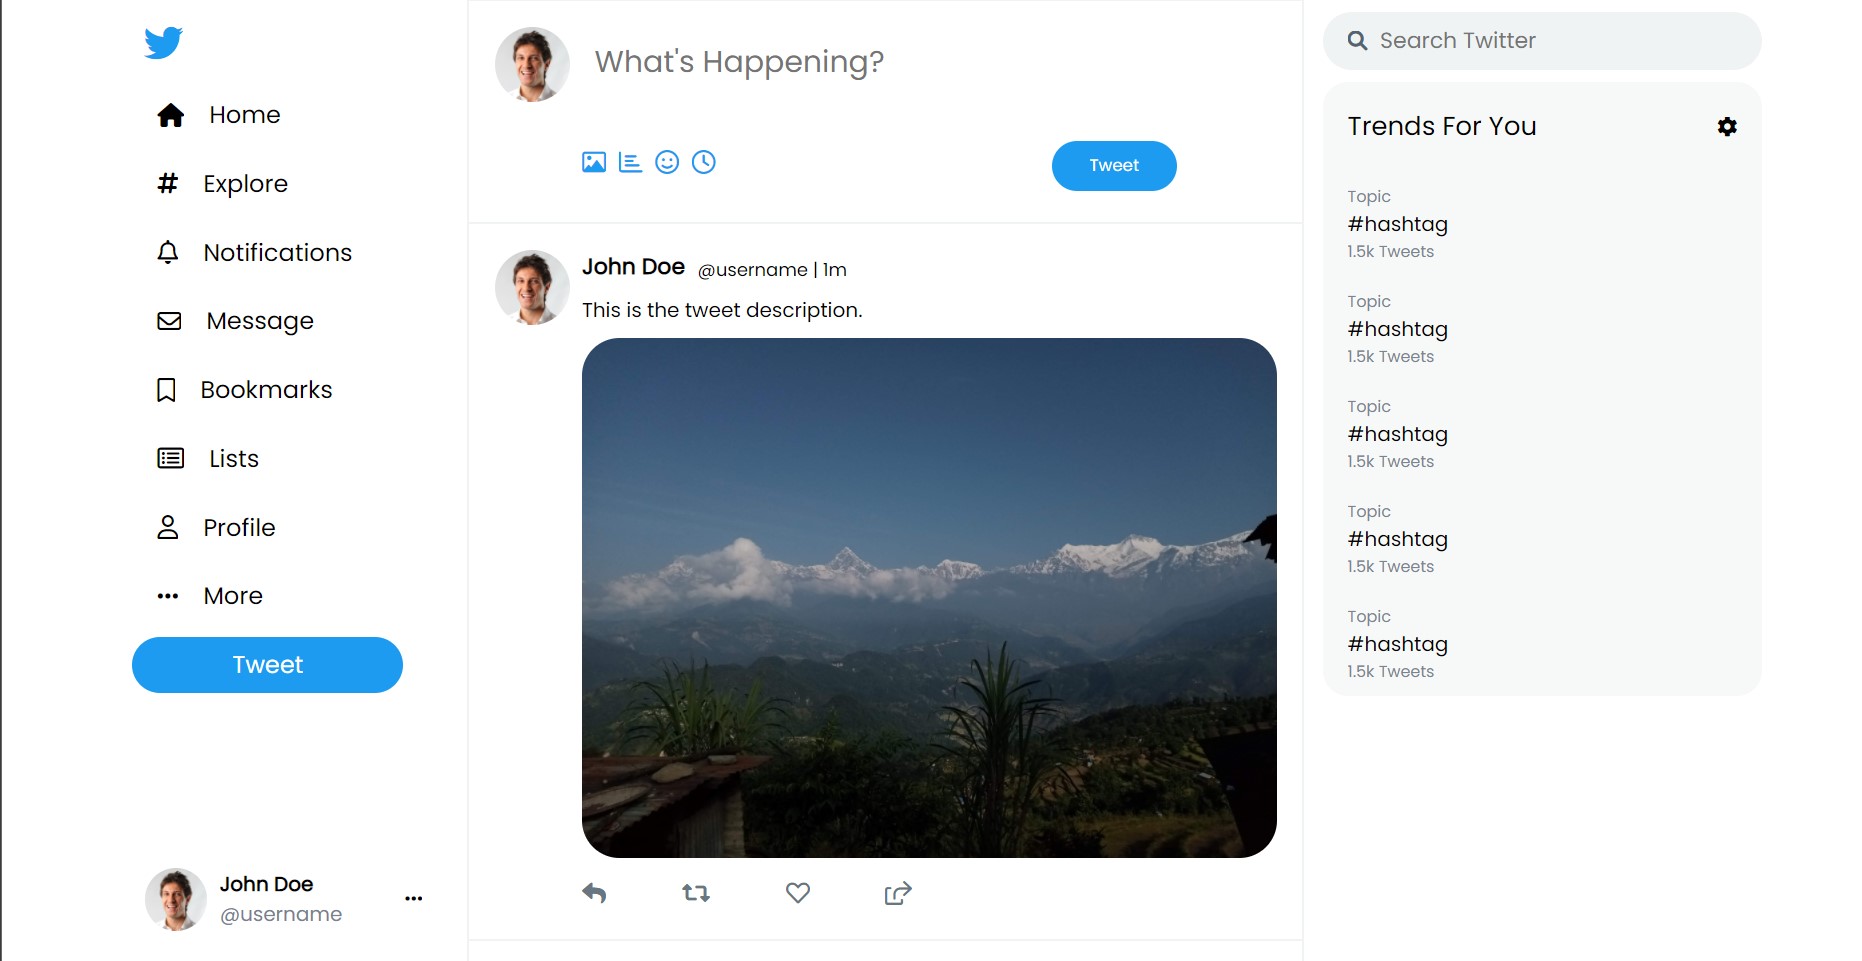 Home
Explore
Notifications
Message
Bookmarks
Lists
Profile
More
Tweet
John Doe
@username
What's Happening?
Tweet
John Doe @username | 1m
This is the tweet description.
Search Twitter
Trends For You
Topic
#hashtag
1.5k Tweets
Topic
#hashtag
1.5k Tweets
Topic
#hashtag
1.5k Tweets
Topic
#hashtag
1.5k Tweets
Topic
#hashtag
1.5k Tweets